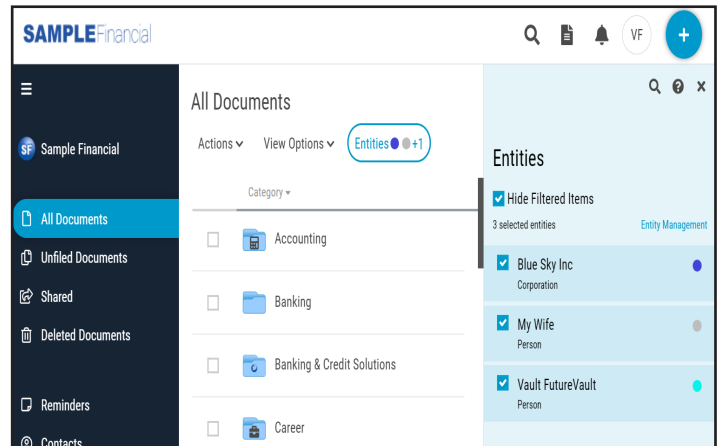 SAMPLEFinancial
VF
+
SF Sample Financial
All Documents
Unfiled Documents
Shared
Deleted Documents
Reminders
Contacts
All Documents
Actions View Options Entities +1
Category
Accounting
Banking
Banking & Credit Solutions
Career
? x
Entities
Hide Filtered Items
3 selected entities Entity Management
Blue Sky Inc
Corporation
My Wife
Person
Vault FutureVault
Person